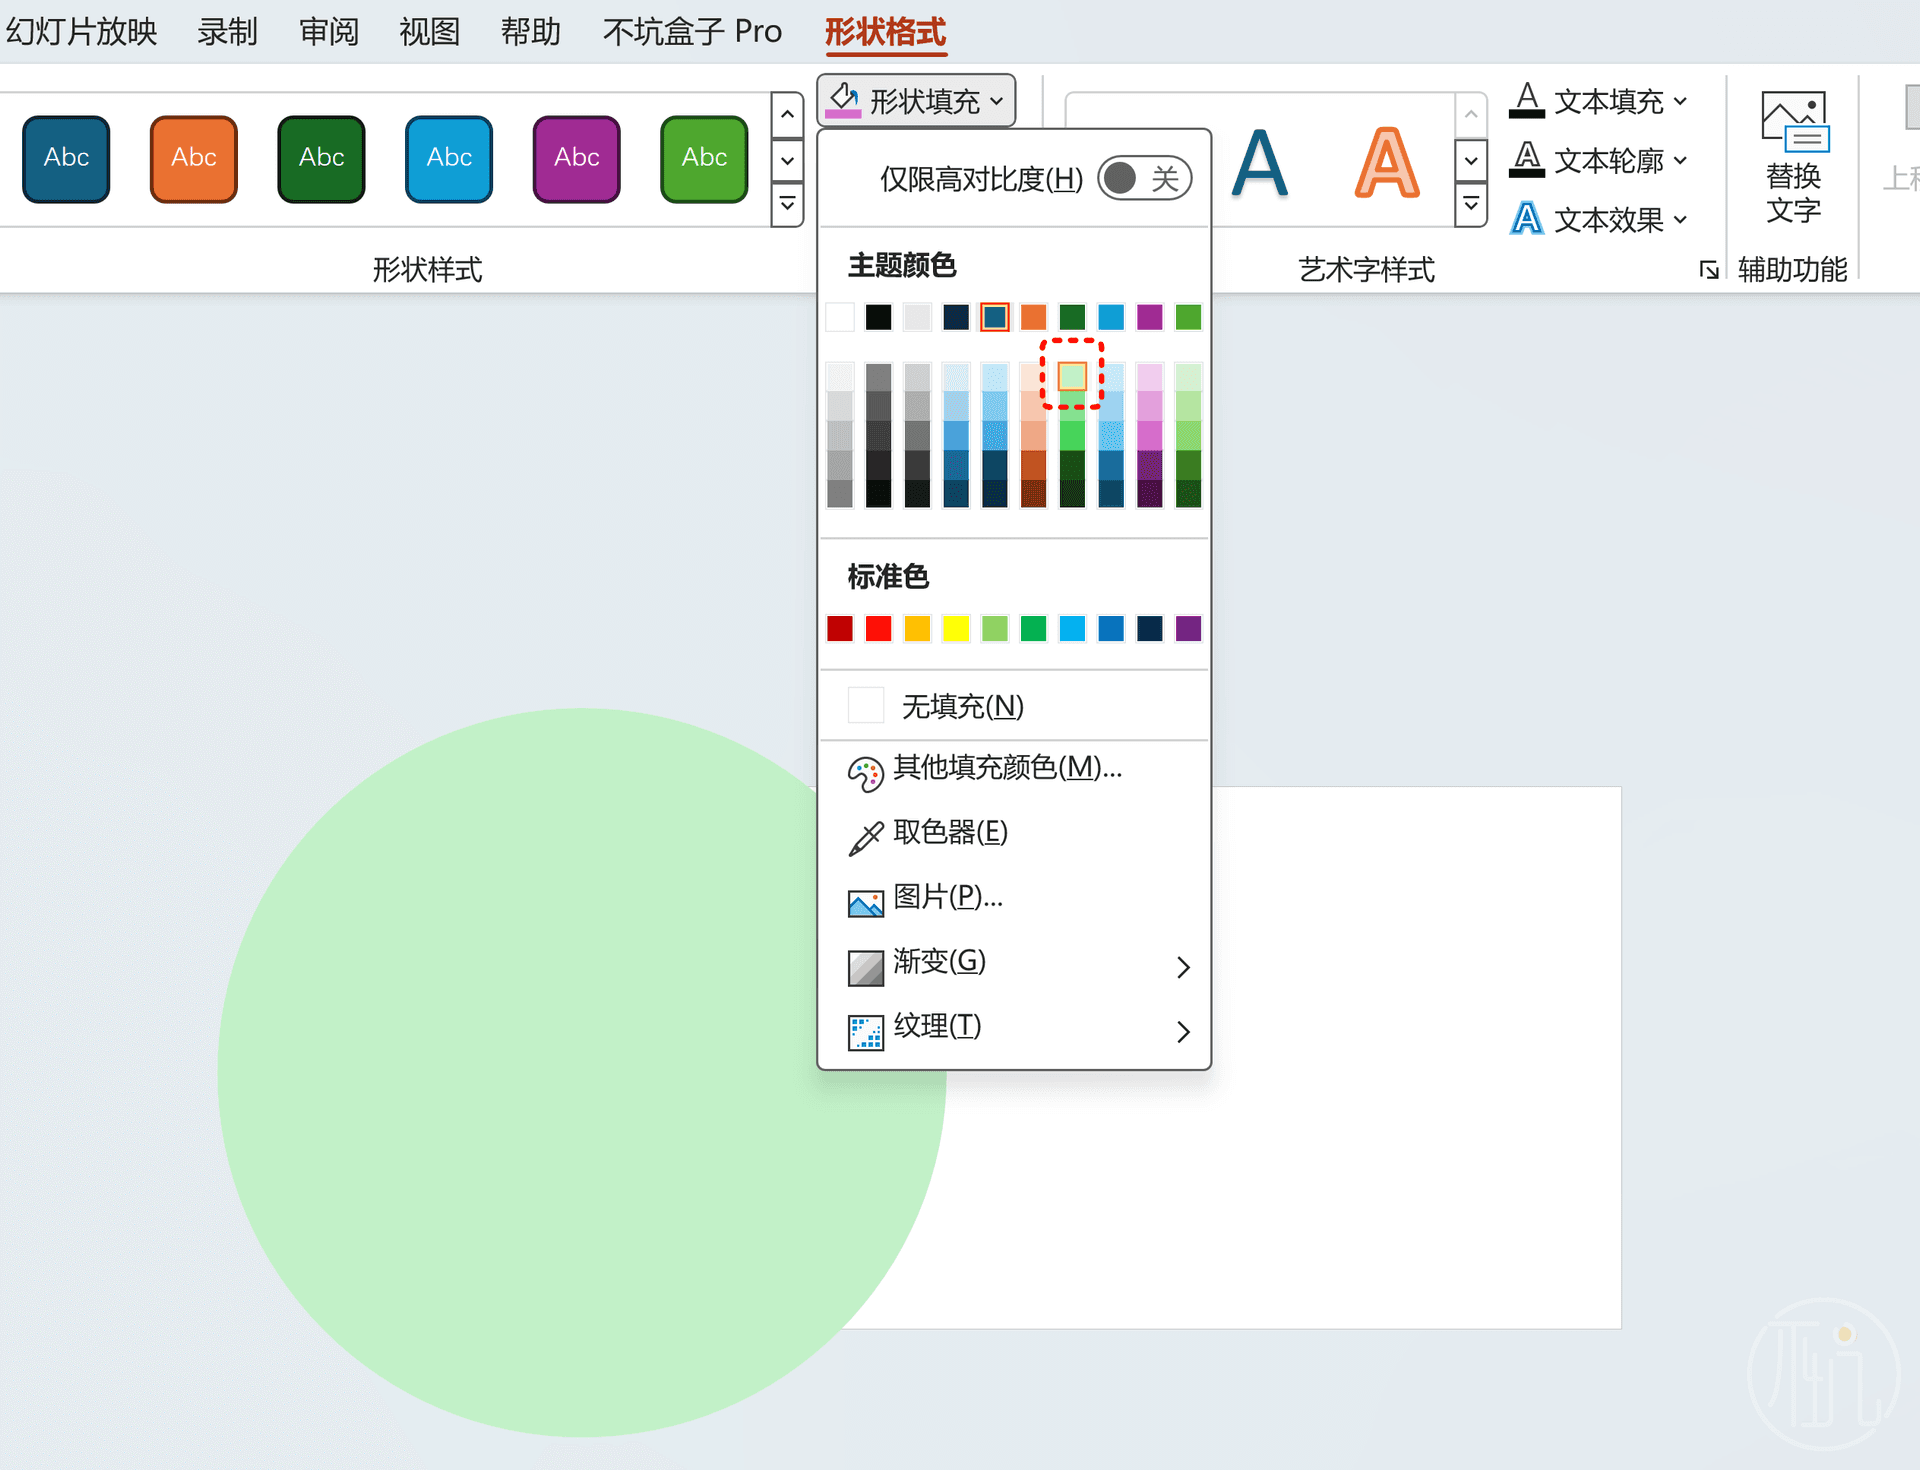 幻灯片放映 录制 审阅 视图 帮助 不坑盒子 Pro 形状格式
Abc Abc Abc Abc Abc Abc
形状填充
A A
文本填充
文本轮廓
文本效果
替换
文字
形状样式
艺术字样式
辅助功能
仅限高对比度(H) 关
主题颜色
标准色
无填充(N)
其他填充颜色(M)...
取色器(E)
图片(P)...
渐变(G)
纹理(T)